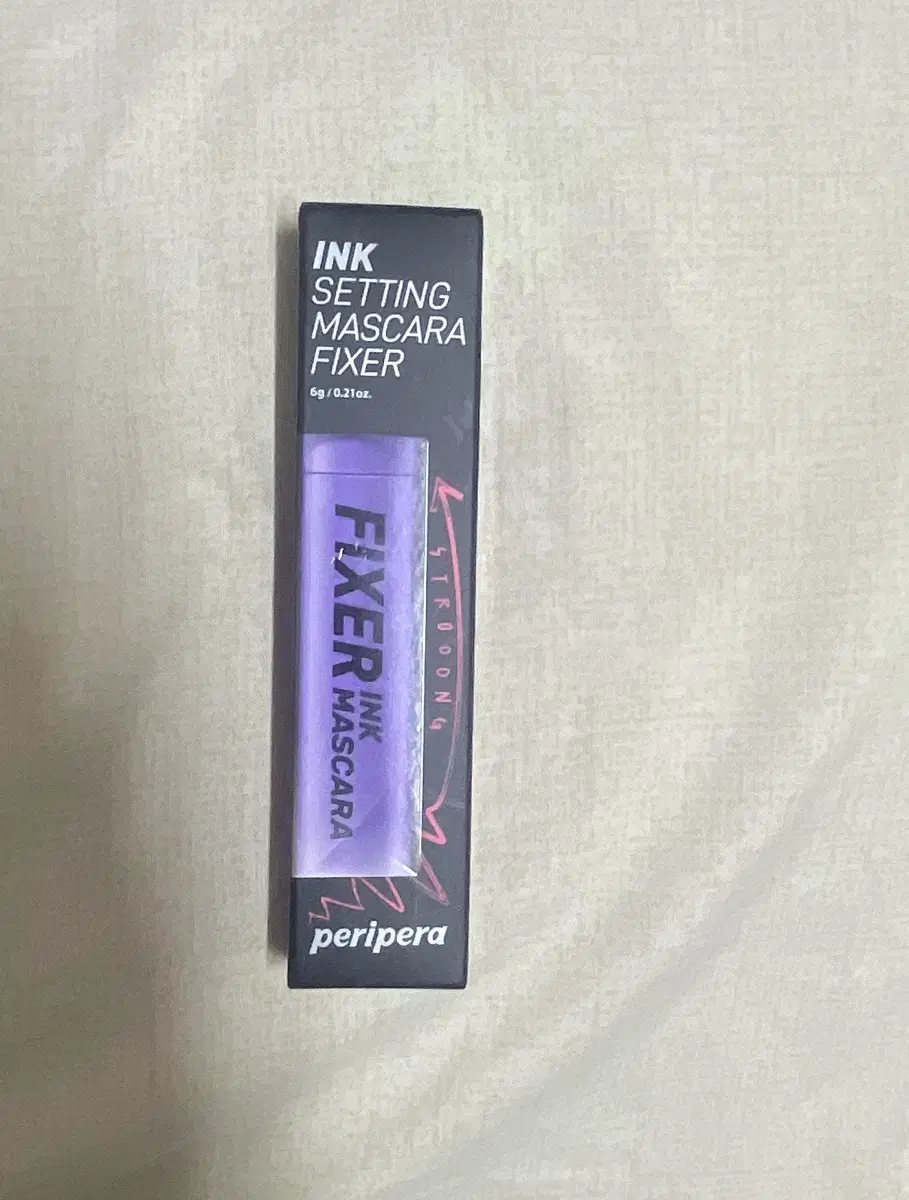 INK
SETTING
MASCARA
FIXER
6g / 0.21oz.
FIXER
INK
MASCARA
STROOONG
peripera